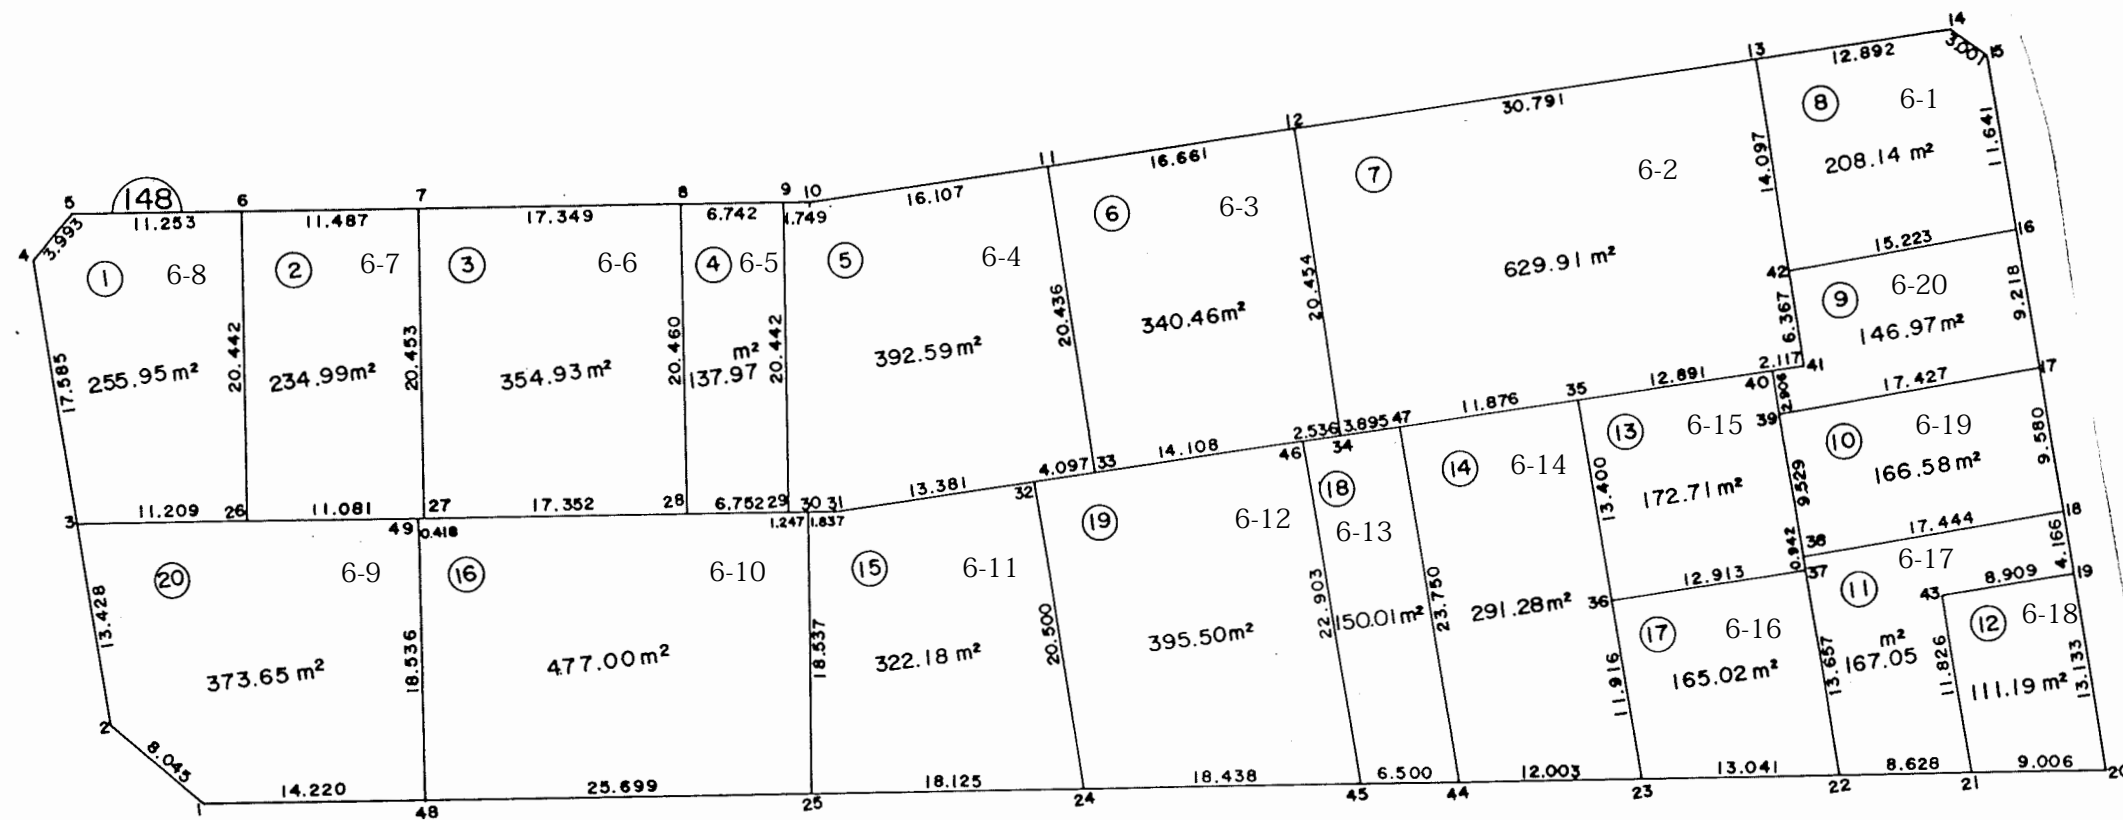 148
5 6 7 8 9 10 11 12 13 14 15
4
3.993 11.253 11.487 17.349 6.742 1.749 16.107 16.661 30.791 12.892 3.001
① 6-8
② 6-7
③ 6-6
④ 6-5
⑤ 6-4
⑥ 6-3
⑦ 6-2
⑧ 6-1
17.585
255.95 m²
20.442
234.99 m²
20.453
354.93 m²
20.460
m²
137.97
20.442
392.59 m²
20.436
340.46 m²
20.454
629.91 m²
14.097
208.14 m²
11.641
15.223 16
42
6.367
⑨ 6-20
146.97 m²
9.218
2.117 41
40
2.906
17.427 17
39
⑩ 6-19
166.58 m²
9.580
9.529
17.444 18
38
0.942
37
3 11.209 26 11.081 27 17.352 28 6.752 29 30 31 13.381 32 4.097 33 14.108 46 2.536 34 3.895 47 11.876 35 12.891
49 0.418
1.247 1.837
⑳ 6-9
13.428
373.65 m²
18.536
⑯ 6-10
477.00 m²
18.537
⑮ 6-11
322.18 m²
20.500
⑲ 6-12
395.50 m²
22.903
⑱
6-13
150.01 m²
23.750
⑭ 6-14
291.28 m²
⑬ 6-15
13.400
172.71 m²
36 12.913
⑰ 6-16
11.916
165.02 m²
13.657
6-17
⑪
m²
167.05
4.166
43 8.909 19
⑫ 6-18
11.826
111.19 m²
13.133
2
8.045
14.220 25.699 18.125 18.438 6.500 12.003 13.041 8.628 9.006
1 48 25 24 45 44 23 22 21 20